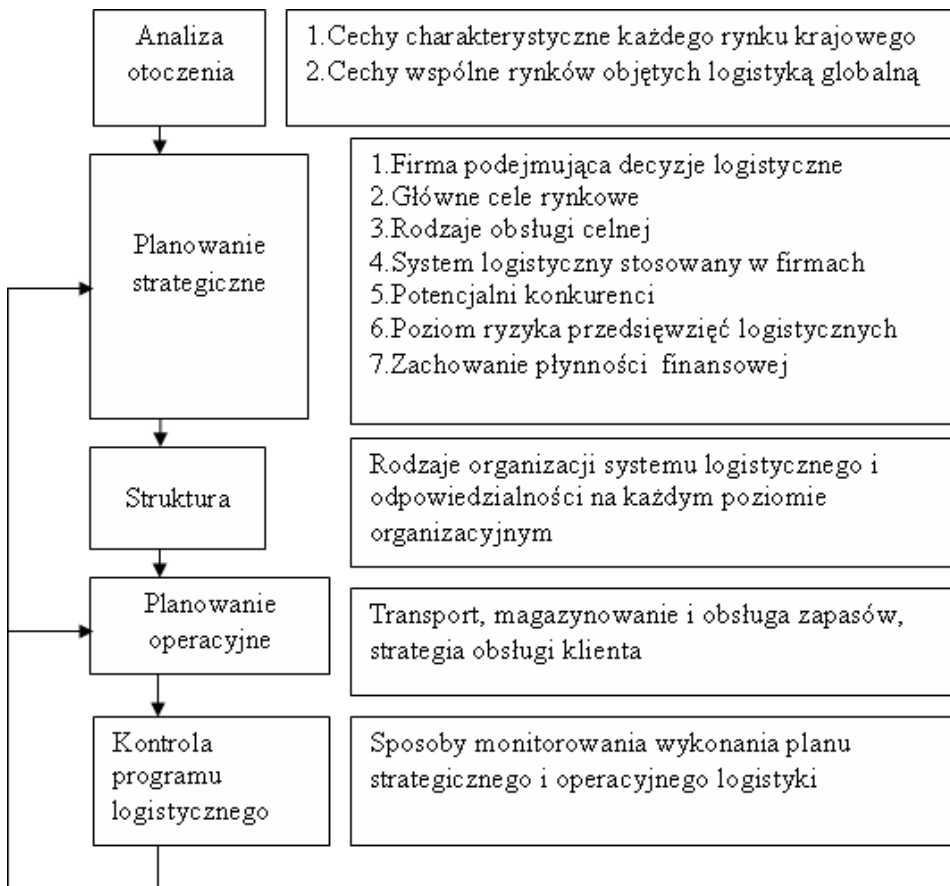 Analiza
otoczenia
1.Cechy charakterystyczne każdego rynku krajowego
2.Cechy wspólne rynków objętych logistyką globalną
Planowanie
strategiczne
1.Firma podejmująca decyzje logistyczne
2.Główne cele rynkowe
3.Rodzaje obsługi celnej
4.System logistyczny stosowany w firmach
5.Potencjalni konkurenci
6.Poziom ryzyka przedsięwzięć logistycznych
7.Zachowanie płynności finansowej
Struktura
Rodzaje organizacji systemu logistycznego i
odpowiedzialności na każdym poziomie
organizacyjnym
Planowanie
operacyjne
Transport, magazynowanie i obsługa zapasów,
strategia obsługi klienta
Kontrola
programu
logistycznego
Sposoby monitorowania wykonania planu
strategicznego i operacyjnego logistyki